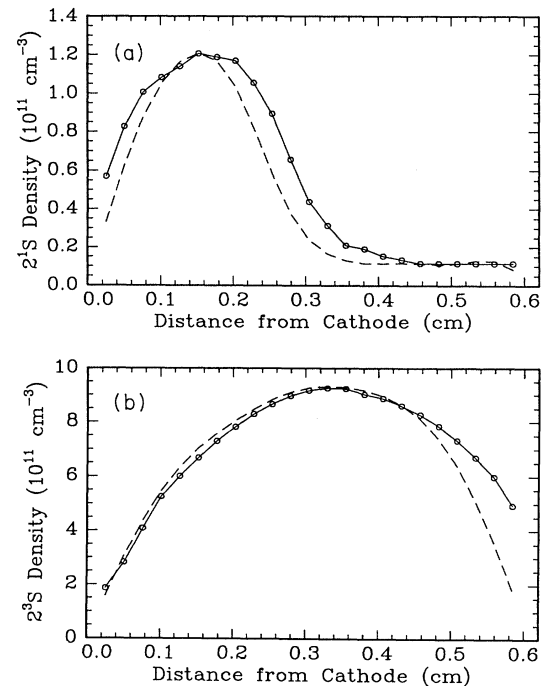 1.4
1.2
1.0
0.8
0.6
0.4
0.2
0.0
2¹S Density (10¹¹ cm⁻³)
(a)
0.0 0.1 0.2 0.3 0.4 0.5 0.6
Distance from Cathode (cm)
10
8
6
4
2
0
2³S Density (10¹¹ cm⁻³)
(b)
0.0 0.1 0.2 0.3 0.4 0.5 0.6
Distance from Cathode (cm)